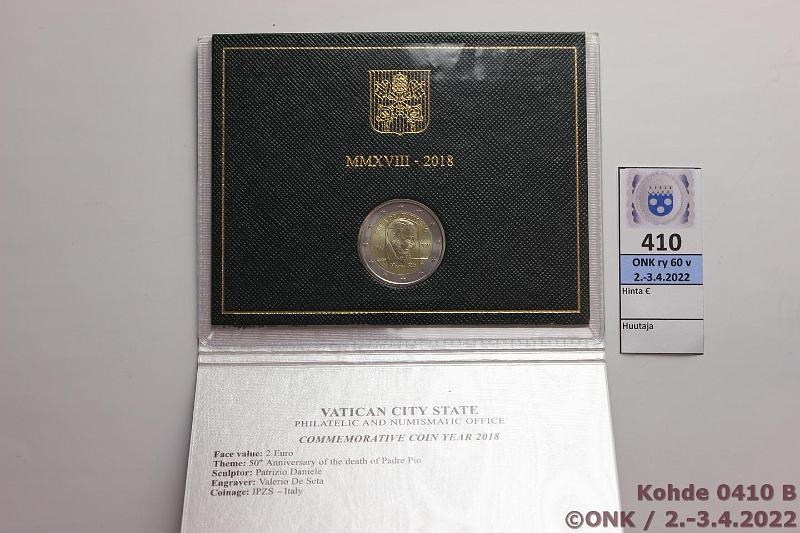 MMXVIII - 2018
410
ONK ry 60 v
2.-3.4.2022
Hinta €
Huutaja
VATICAN CITY STATE
PHILATELIC AND NUMISMATIC OFFICE
COMMEMORATIVE COIN YEAR 2018
Face value: 2 Euro
Theme: 50th Anniversary of the death of Padre Pio
Sculptor: Patrizio Daniele
Engraver: Valerio De Seta
Coinage: IPZS – Italy
Kohde 0410 B
©ONK / 2.-3.4.2022